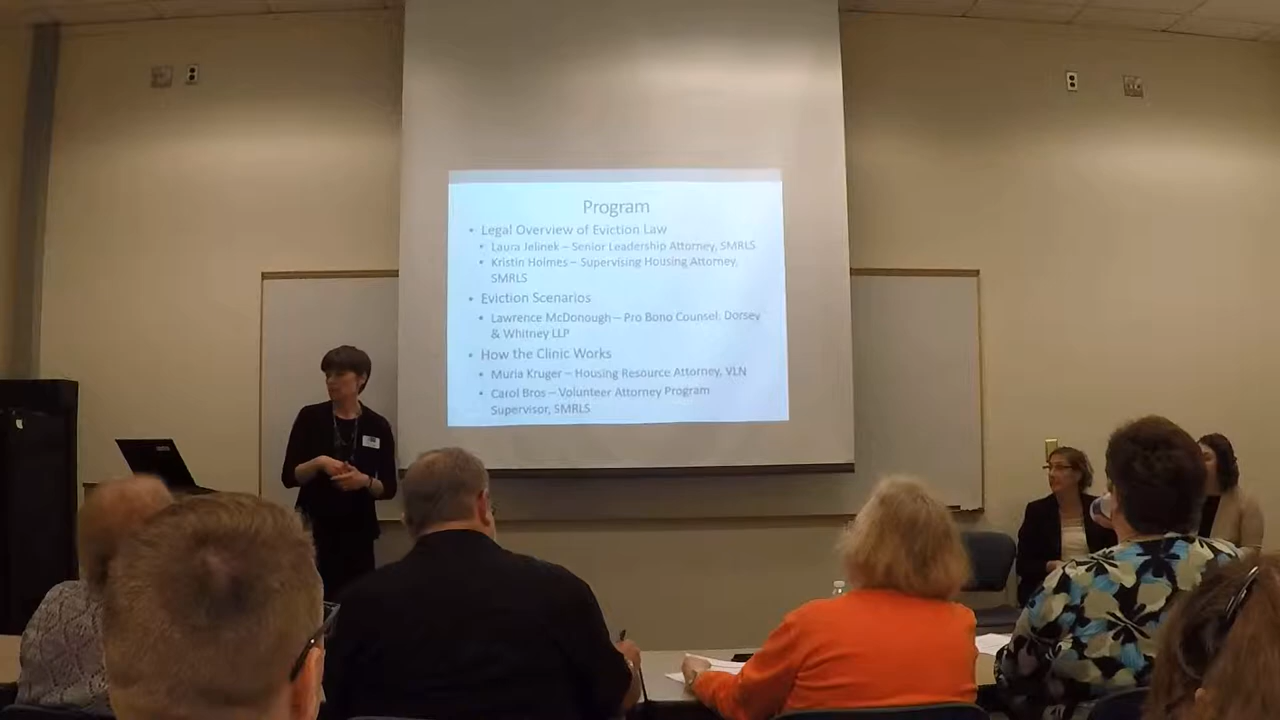 Program
• Legal Overview of Eviction Law
• Laura Jelinek – Senior Leadership Attorney, SMRLS
• Kristin Holmes – Supervising Housing Attorney,
SMRLS
• Eviction Scenarios
• Lawrence McDonough – Pro Bono Counsel, Dorsey
& Whitney LLP
• How the Clinic Works
• Muria Kruger – Housing Resource Attorney, VLN
• Carol Bros – Volunteer Attorney Program
Supervisor, SMRLS